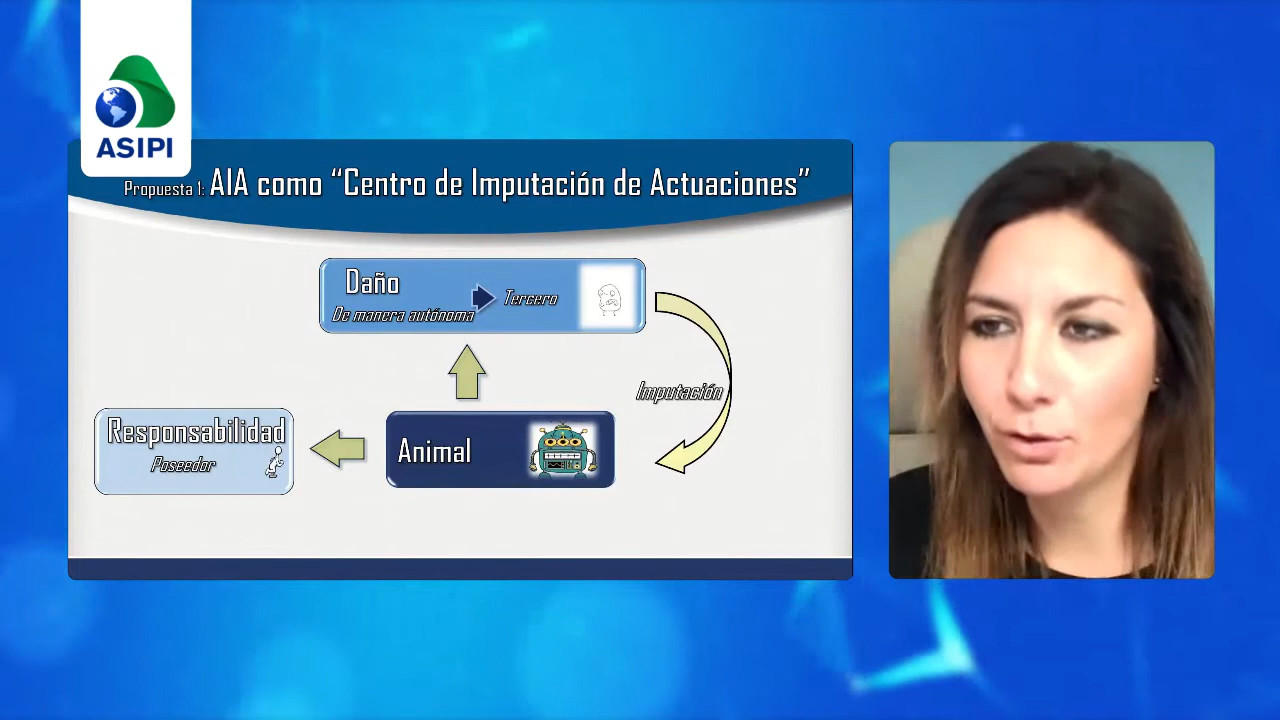 ASIPI
Propuesta 1: AIA como “Centro de Imputación de Actuaciones”
Daño
Tercero
De manera autónoma
Imputación
Responsabilidad
Poseedor
Animal